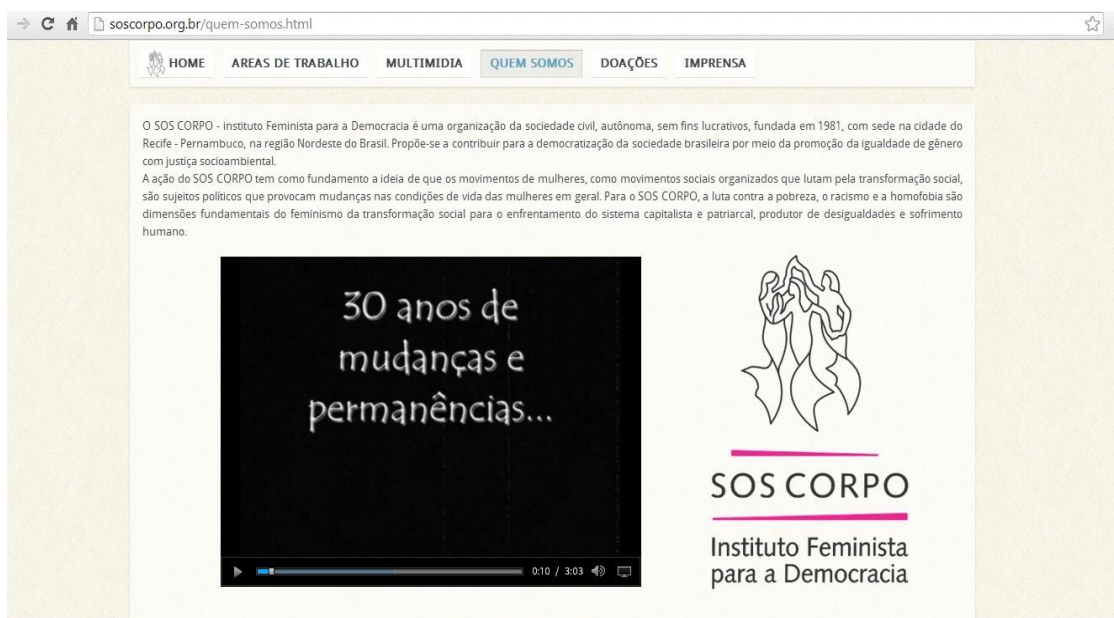 soscorpo.org.br/quem-somos.html
HOME AREAS DE TRABALHO MULTIMIDIA QUEM SOMOS DOAÇÕES IMPRENSA
O SOS CORPO - instituto Feminista para a Democracia é uma organização da sociedade civil, autônoma, sem fins lucrativos, fundada em 1981, com sede na cidade do
Recife - Pernambuco, na região Nordeste do Brasil. Propõe-se a contribuir para a democratização da sociedade brasileira por meio da promoção da igualdade de gênero
com justiça socioambiental.
A ação do SOS CORPO tem como fundamento a ideia de que os movimentos de mulheres, como movimentos sociais organizados que lutam pela transformação social,
são sujeitos políticos que provocam mudanças nas condições de vida das mulheres em geral. Para o SOS CORPO, a luta contra a pobreza, o racismo e a homofobia são
dimensões fundamentais do feminismo da transformação social para o enfrentamento do sistema capitalista e patriarcal, produtor de desigualdades e sofrimento
humano.
30 anos de
mudanças e
permanências...
0:10 / 3:03
SOS CORPO
Instituto Feminista
para a Democracia